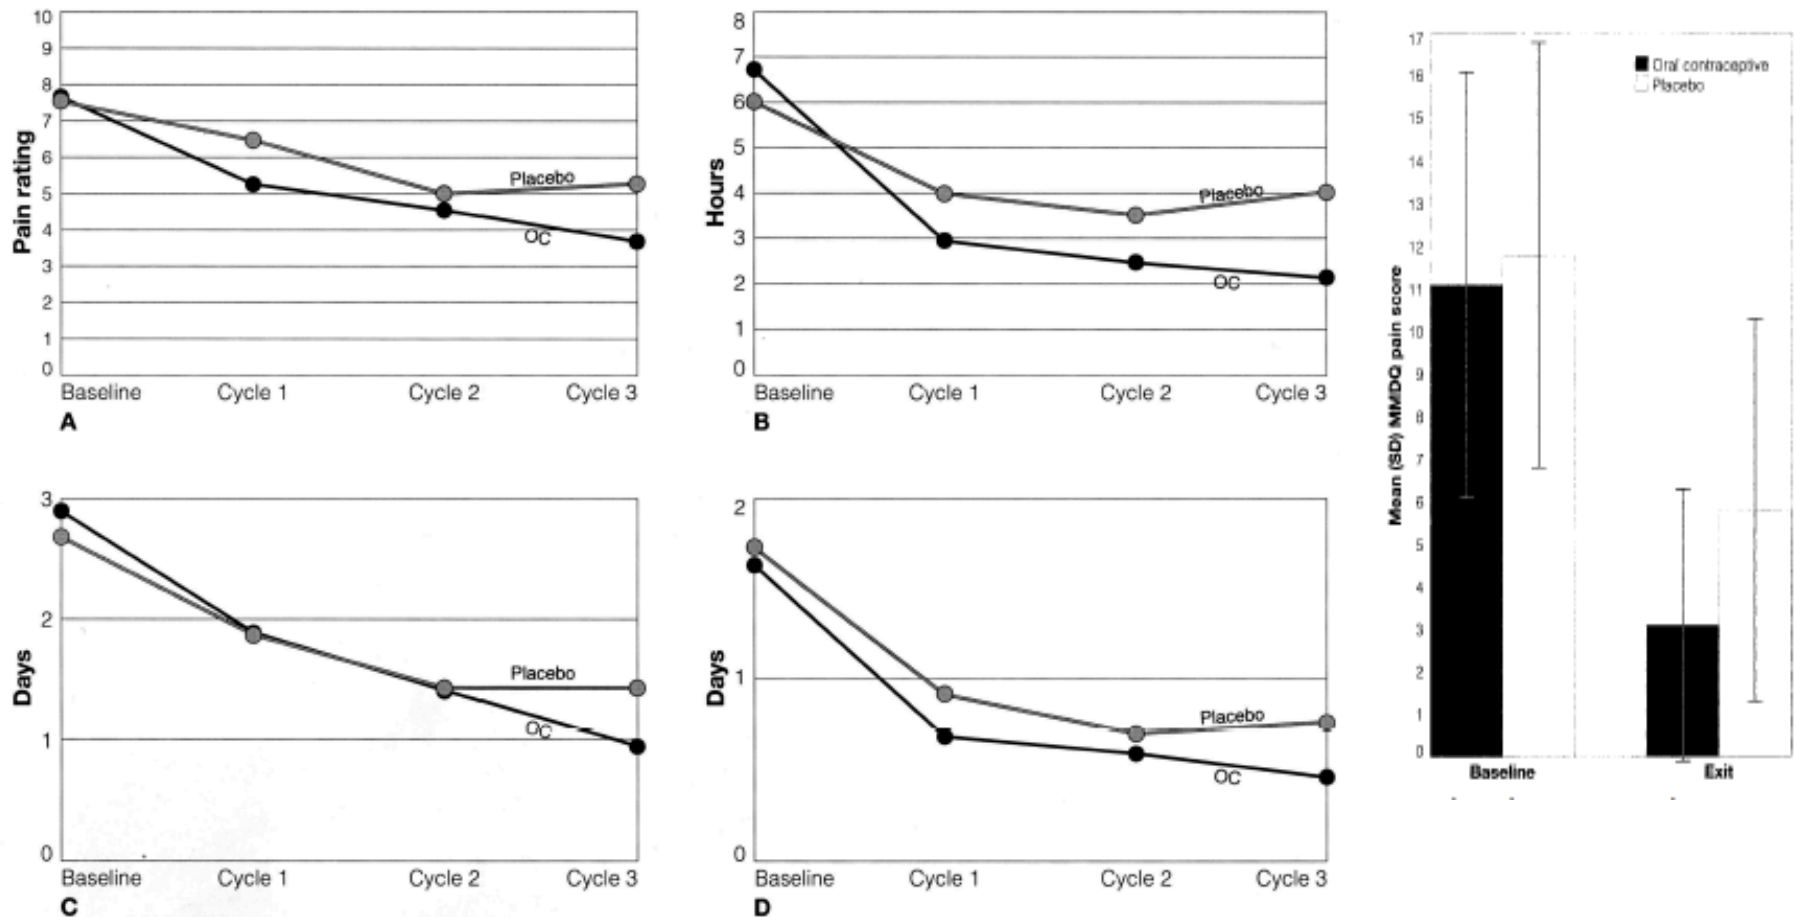 Pain rating
10
9
8
7
6
5
4
3
2
1
0
Placebo
OC
Baseline Cycle 1 Cycle 2 Cycle 3
A
Hours
8
7
6
5
4
3
2
1
0
Placebo
OC
Baseline Cycle 1 Cycle 2 Cycle 3
B
Days
3
2
1
0
Placebo
OC
Baseline Cycle 1 Cycle 2 Cycle 3
C
Days
2
1
0
Placebo
OC
Baseline Cycle 1 Cycle 2 Cycle 3
D
Mean (SD) MMDQ pain score
17
16
15
14
13
12
11
10
9
8
7
6
5
4
3
2
1
0
Oral contraceptive
Placebo
Baseline Exit